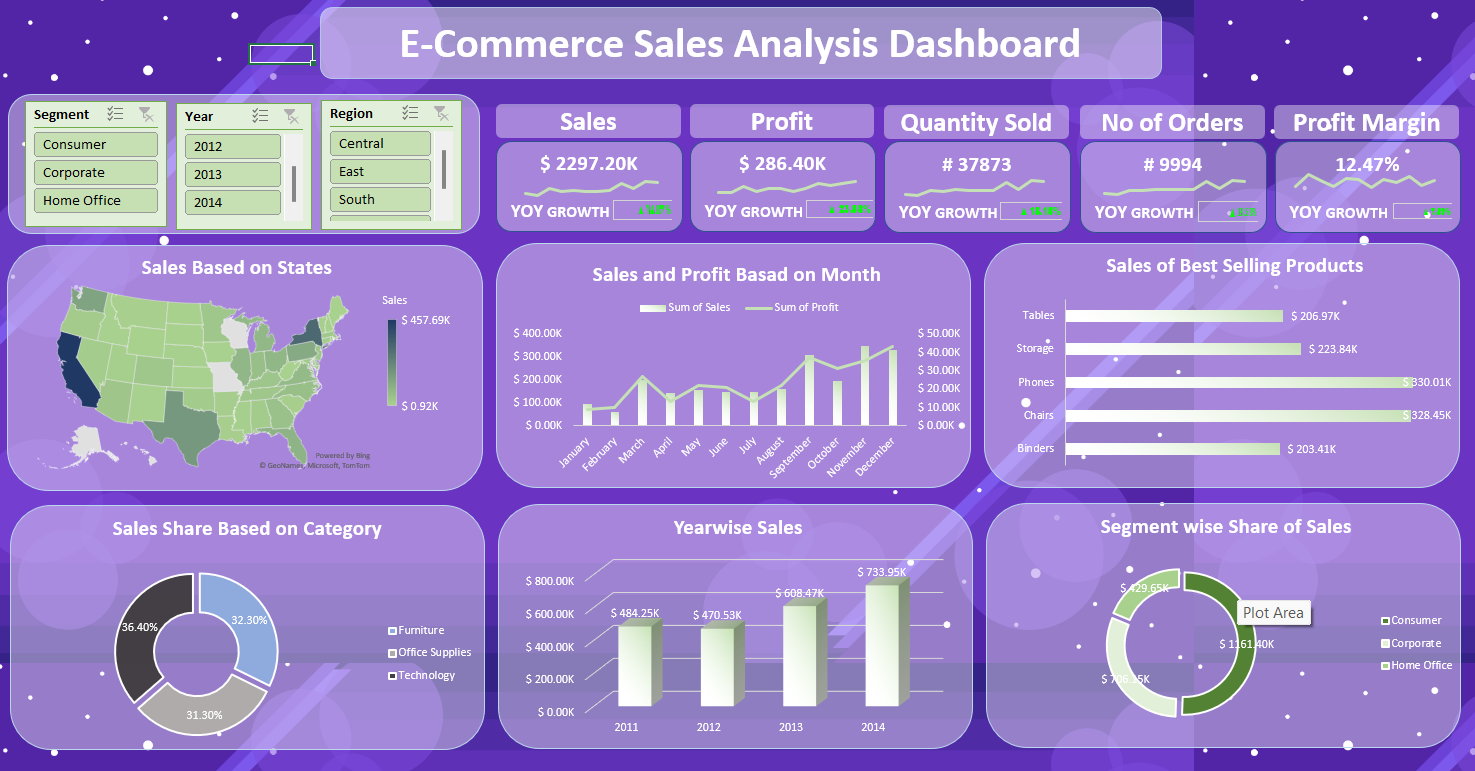 E-Commerce Sales Analysis Dashboard
Segment
Consumer
Corporate
Home Office
Year
2012
2013
2014
Region
Central
East
South
Sales
$ 2297.20K
YOY GROWTH
Profit
$ 286.40K
YOY GROWTH
Quantity Sold
# 37873
YOY GROWTH
No of Orders
# 9994
YOY GROWTH
Profit Margin
12.47%
YOY GROWTH
Sales Based on States
Sales
$ 457.69K
$ 0.92K
Powered by Bing
© GeoNames, Microsoft, TomTom
Sales and Profit Basad on Month
Sum of Sales
Sum of Profit
$ 400.00K
$ 300.00K
$ 200.00K
$ 100.00K
$ 0.00K
$ 50.00K
$ 40.00K
$ 30.00K
$ 20.00K
$ 10.00K
$ 0.00K
January
February
March
April
May
June
July
August
September
October
November
December
Sales of Best Selling Products
Tables
$ 206.97K
Storage
$ 223.84K
Phones
$ 330.01K
Chairs
$ 328.45K
Binders
$ 203.41K
Sales Share Based on Category
36.40%
32.30%
31.30%
Furniture
Office Supplies
Technology
Yearwise Sales
$ 800.00K
$ 600.00K
$ 400.00K
$ 200.00K
$ 0.00K
$ 484.25K
$ 470.53K
$ 608.47K
$ 733.95K
2011
2012
2013
2014
Segment wise Share of Sales
$ 429.65K
Plot Area
$ 1161.40K
Consumer
Corporate
Home Office